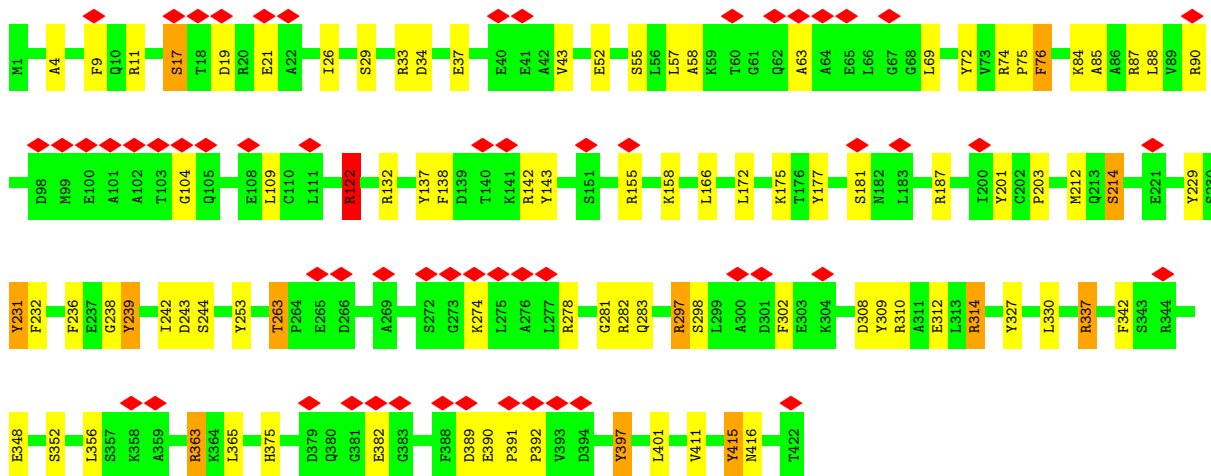 M1 A4 F9 Q10 R11 S17 T18 D19 R20 E21 A22 I26 S29 R33 D34 E37 E40 E41 A42 V43 E52 S55 L56 L57 A58 K59 T60 G61 Q62 A63 A64 E65 L66 G67 G68 L69 Y72 V73 R74 P75 F76 K84 A85 A86 R87 L88 V89 R90
D98 M99 E100 A101 A102 T103 G104 Q105 E108 L109 C110 L111 R122 R132 Y137 F138 D139 T140 K141 R142 Y143 S151 R155 K158 L166 L172 K175 T176 Y177 S181 N182 L183 R187 I200 Y201 C202 P203 M212 Q213 S214 E221 Y229 S230
Y231 F232 F236 E237 G238 Y239 I242 D243 S244 Y253 T263 P264 E265 D266 A269 S272 G273 K274 L275 A276 L277 R278 G281 R282 Q283 R297 S298 L299 A300 D301 F302 E303 K304 D308 Y309 R310 A311 E312 L313 R314 Y327 L330 R337 F342 S343 R344
E348 S352 L356 S357 K358 A359 R363 K364 L365 H375 D379 Q380 G381 E382 G383 F388 D389 E390 P391 P392 V393 D394 Y397 L401 V411 Y415 N416 T422